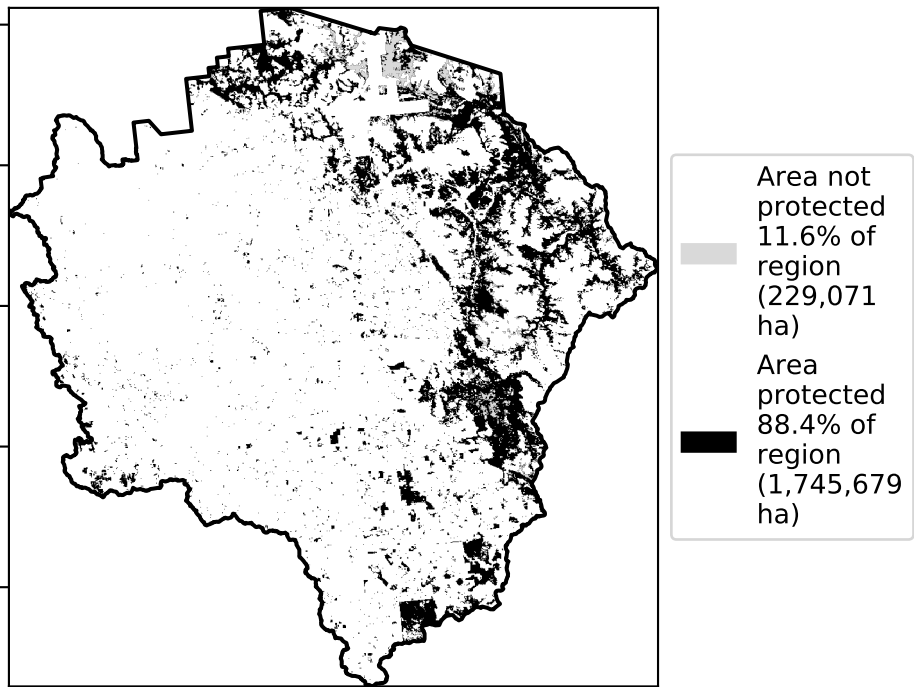 Area not
protected
11.6% of
region
(229,071
ha)
Area
protected
88.4% of
region
(1,745,679
ha)